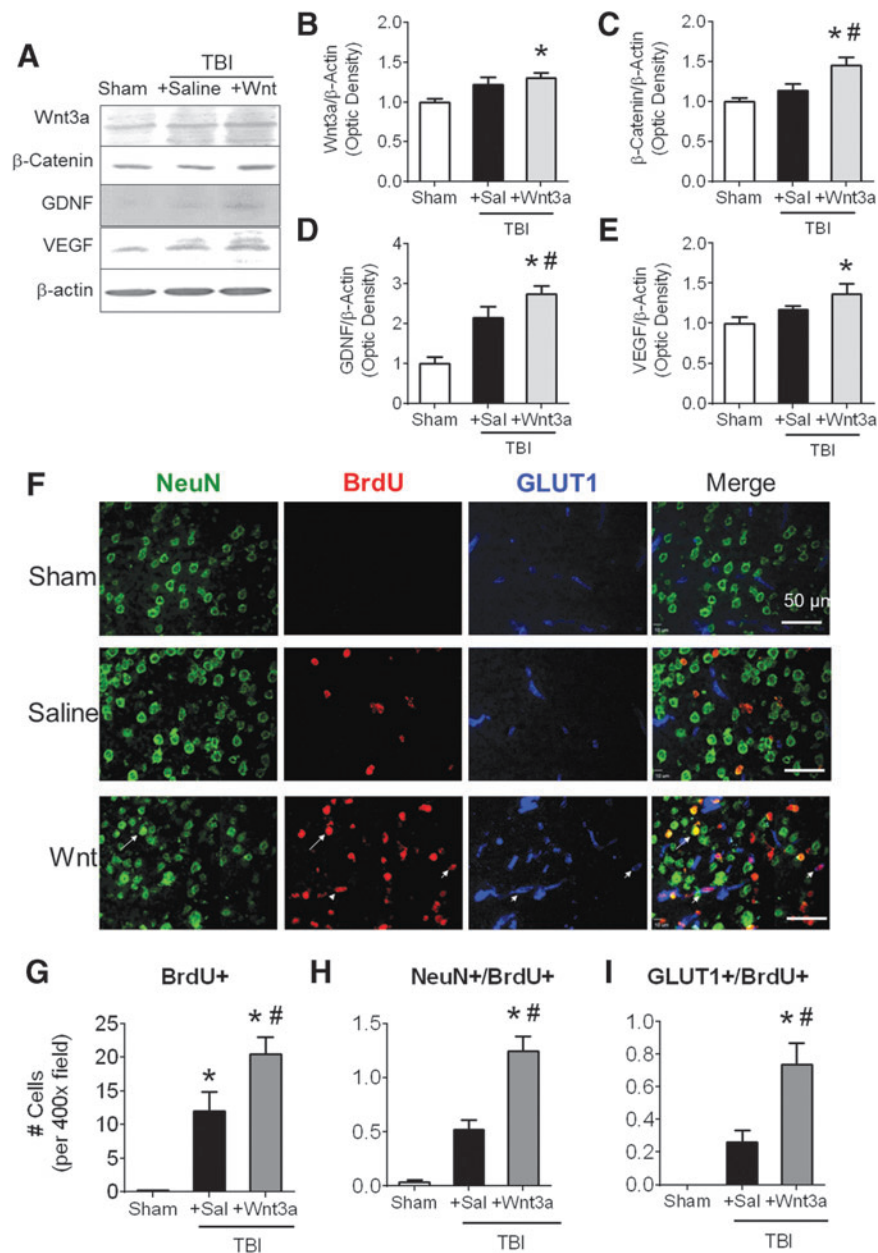 A
TBI
Sham +Saline +Wnt
Wnt3a
β-Catenin
GDNF
VEGF
β-actin
B
Wnt3a/β-Actin
(Optic Density)
2.0
1.5
1.0
0.5
0.0
*
Sham +Sal +Wnt3a
TBI
C
β-Catenin/β-Actin
(Optic Density)
2.0
1.5
1.0
0.5
0.0
* #
Sham +Sal +Wnt3a
TBI
D
GDNF/β-Actin
(Optic Density)
4
3
2
1
0
* #
Sham +Sal +Wnt3a
TBI
E
VEGF/β-Actin
(Optic Density)
2.0
1.5
1.0
0.5
0.0
*
Sham +Sal +Wnt3a
TBI
F
NeuN BrdU GLUT1 Merge
Sham
50 µm
Saline
Wnt
G
BrdU+
# Cells
(per 400x field)
25
20
15
10
5
0
*
* #
Sham +Sal +Wnt3a
TBI
H
NeuN+/BrdU+
1.5
1.0
0.5
0.0
* #
Sham +Sal +Wnt3a
TBI
I
GLUT1+/BrdU+
1.0
0.8
0.6
0.4
0.2
0.0
* #
Sham +Sal +Wnt3a
TBI